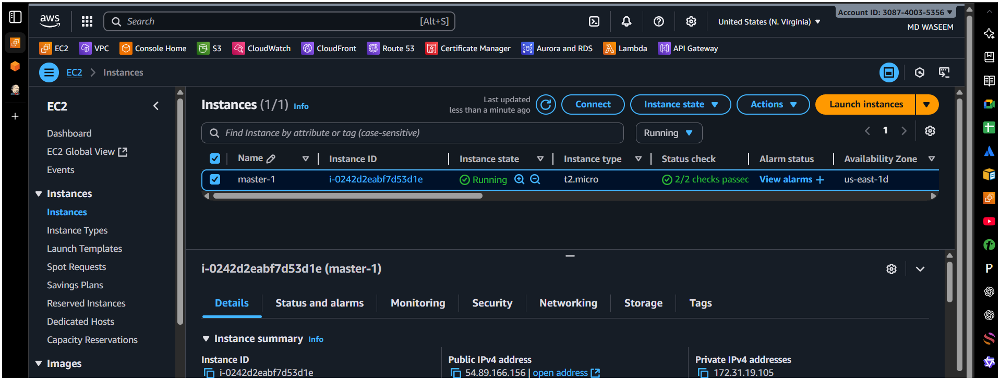 aws
Search
[Alt+S]
United States (N. Virginia)
Account ID: 3087-4003-5356
MD WASEEM
EC2
VPC
Console Home
S3
CloudWatch
CloudFront
Route 53
Certificate Manager
Aurora and RDS
Lambda
API Gateway
EC2
Instances
EC2
Dashboard
EC2 Global View
Events
Instances
Instances
Instance Types
Launch Templates
Spot Requests
Savings Plans
Reserved Instances
Dedicated Hosts
Capacity Reservations
Images
Instances (1/1) Info
Last updated
less than a minute ago
Connect
Instance state
Actions
Launch instances
Find Instance by attribute or tag (case-sensitive)
Running
1
Name
Instance ID
Instance state
Instance type
Status check
Alarm status
Availability Zone
master-1
i-0242d2eabf7d53d1e
Running
t2.micro
2/2 checks passec
View alarms +
us-east-1d
i-0242d2eabf7d53d1e (master-1)
Details
Status and alarms
Monitoring
Security
Networking
Storage
Tags
Instance summary Info
Instance ID
i-0242d2eabf7d53d1e
Public IPv4 address
54.89.166.156 | open address
Private IPv4 addresses
172.31.19.105
P